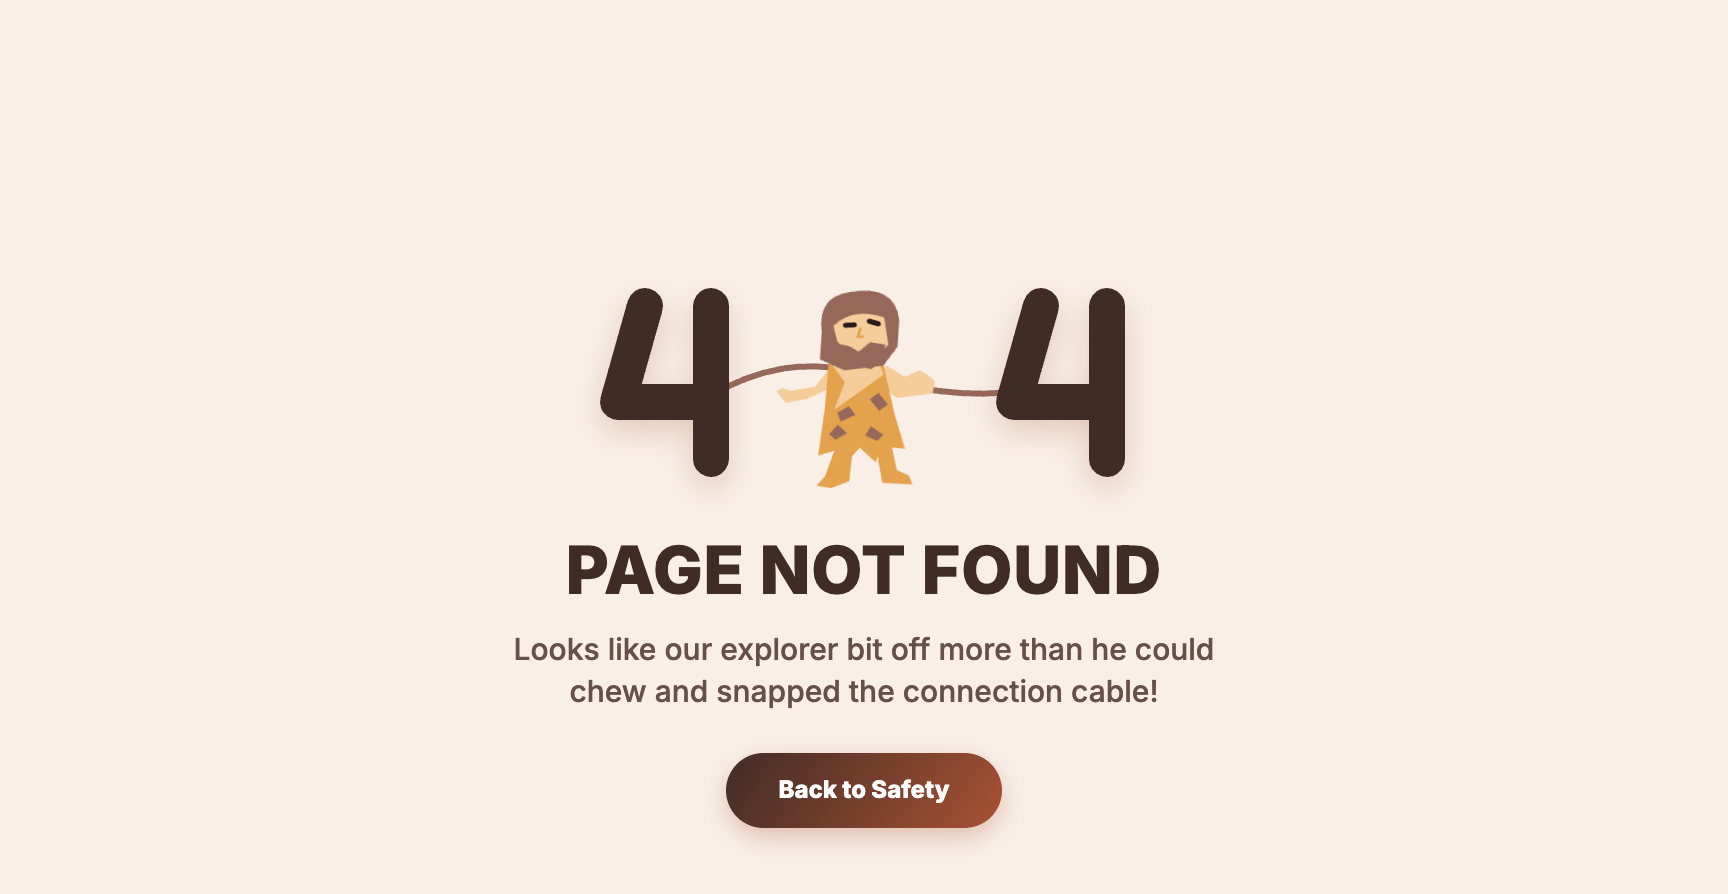 4 4
PAGE NOT FOUND
Looks like our explorer bit off more than he could
chew and snapped the connection cable!
Back to Safety